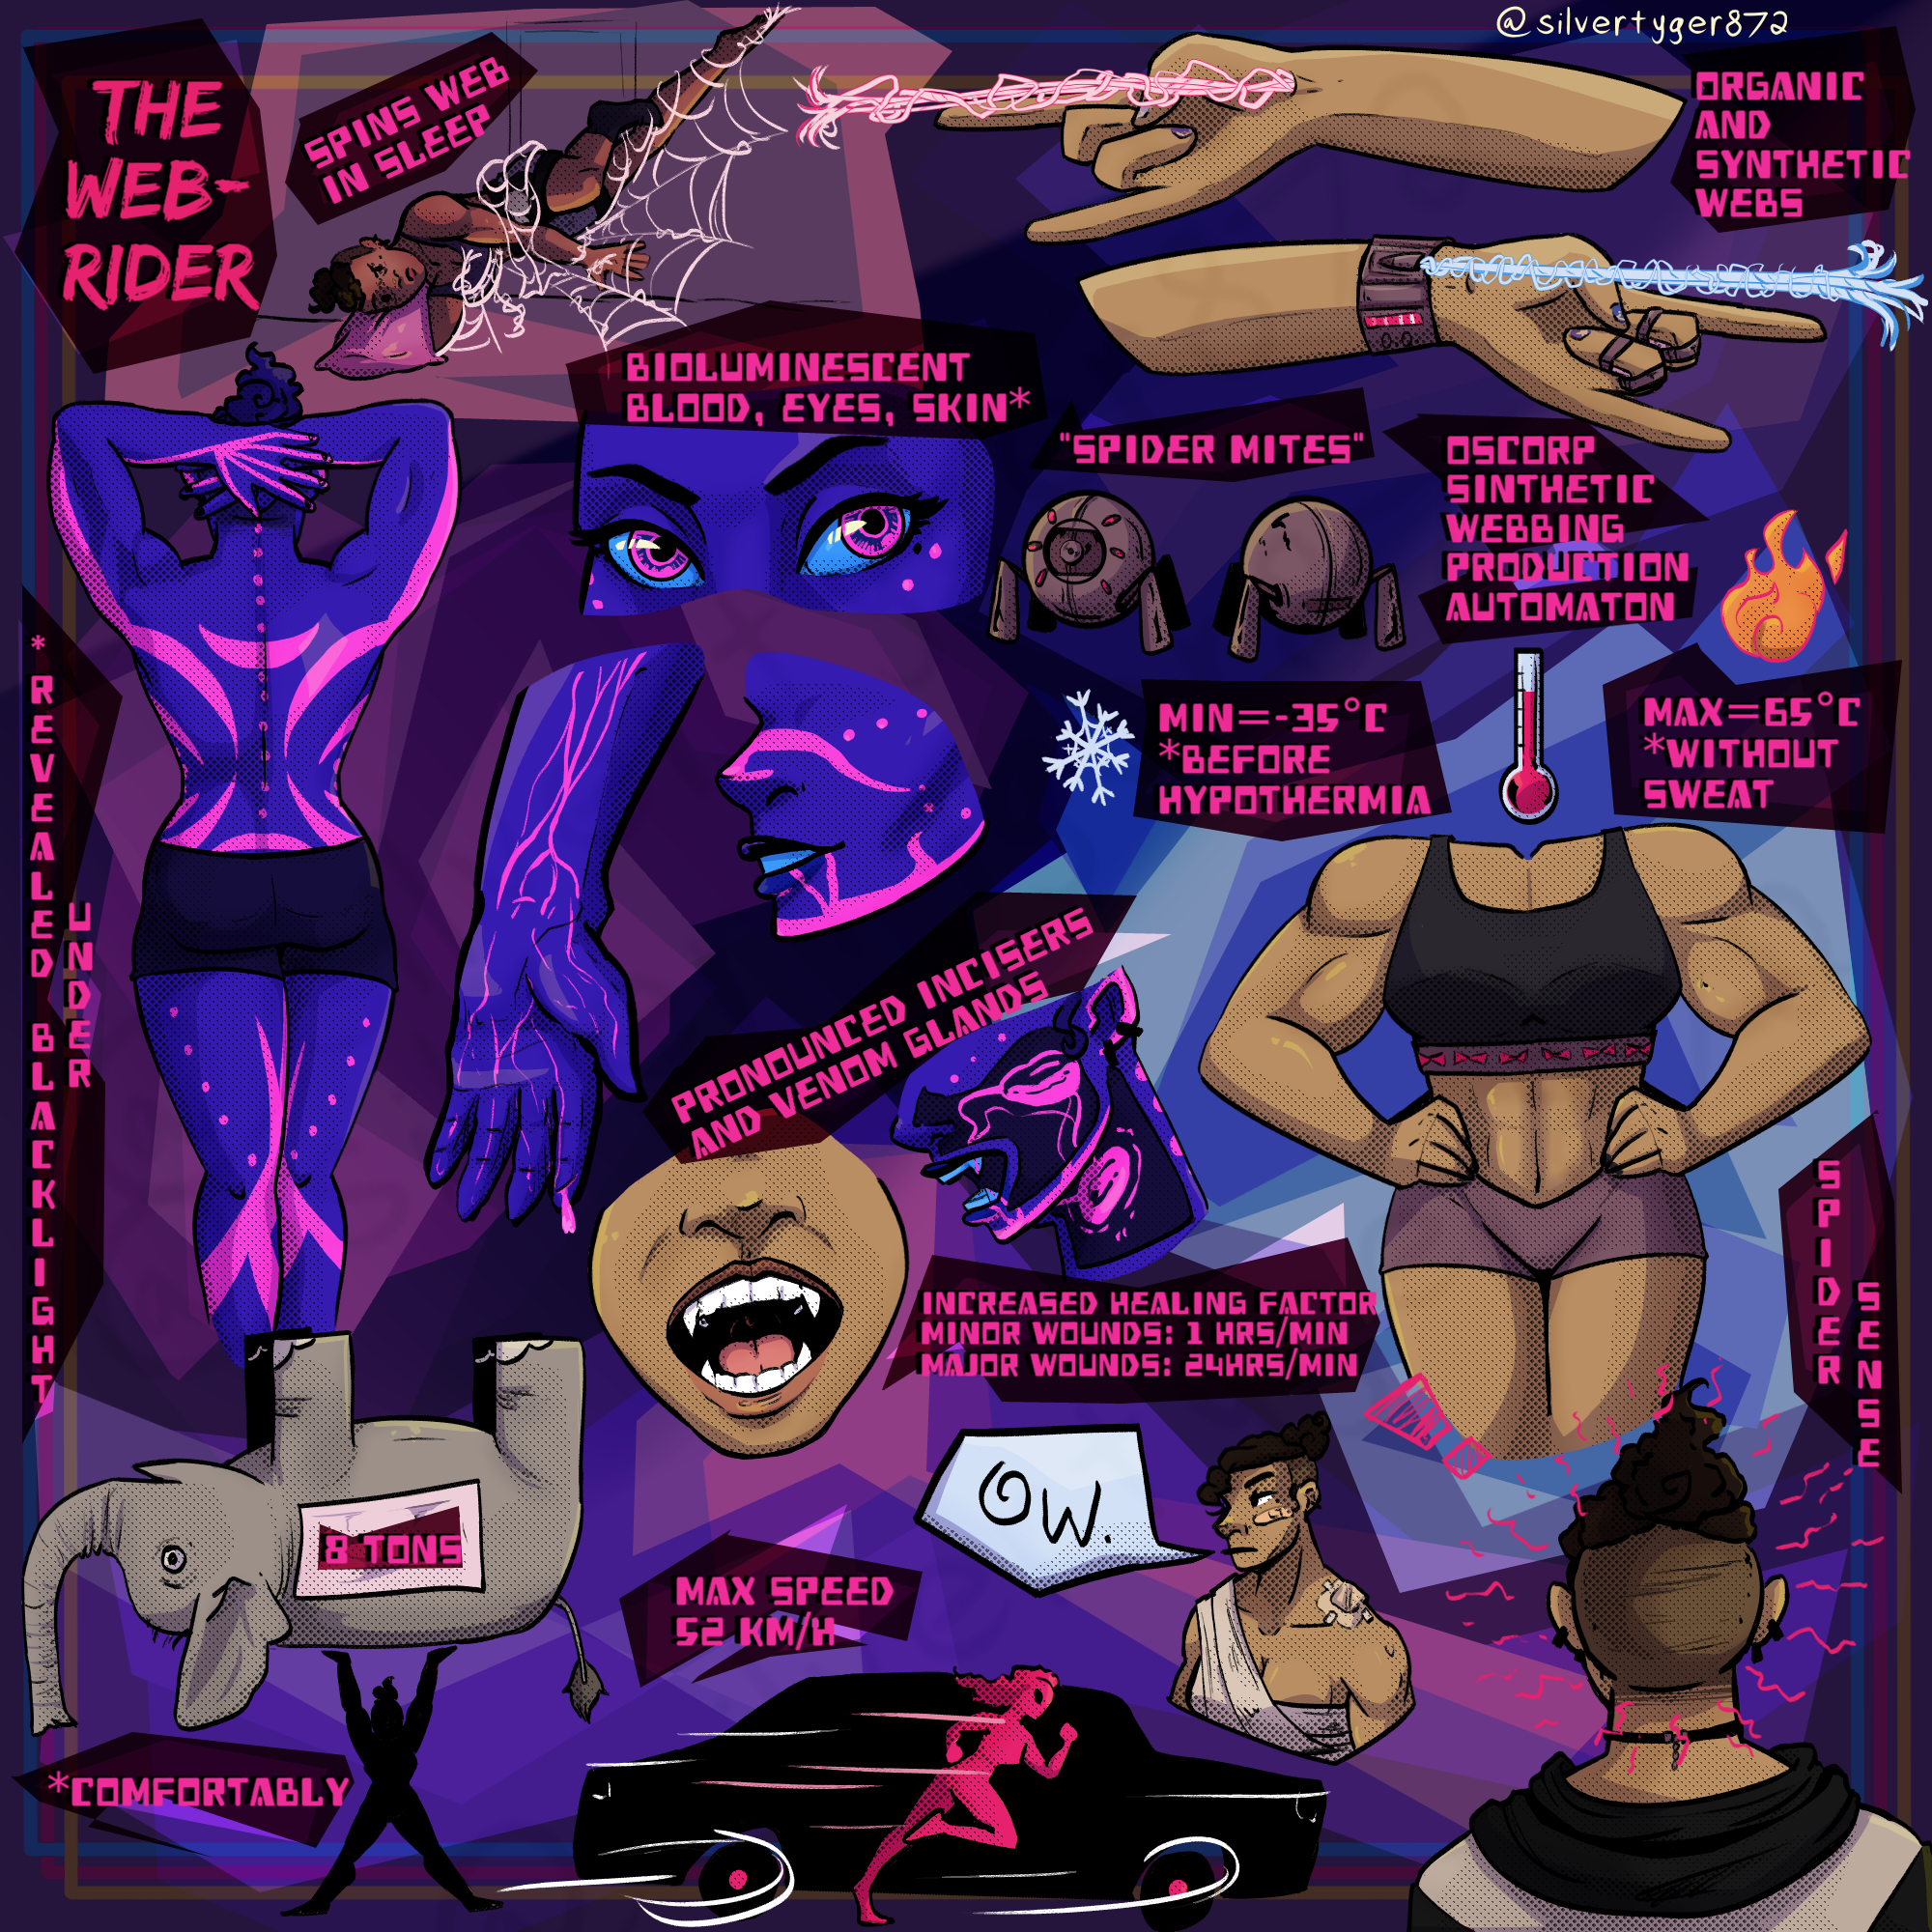 @silvertyger872
THE
WEB-
RIDER
SPINS WEB
IN SLEEP
ORGANIC
AND
SYNTHETIC
WEBS
BIOLUMINESCENT
BLOOD, EYES, SKIN*
"SPIDER MITES"
OSCORP
SINTHETIC
WEBBING
PRODUCTION
AUTOMATON
*REVEALED BLACKLIGHT
UNDER
MIN=-35°C
*BEFORE
HYPOTHERMIA
MAX=65°C
*WITHOUT
SWEAT
PRONOUNCED INCISERS
AND VENOM GLANDS
INCREASED HEALING FACTOR
MINOR WOUNDS: 1 HRS/MIN
MAJOR WOUNDS: 24HRS/MIN
SPIDER
SENSE
OW.
8 TONS
*COMFORTABLY
MAX SPEED
52 KM/H